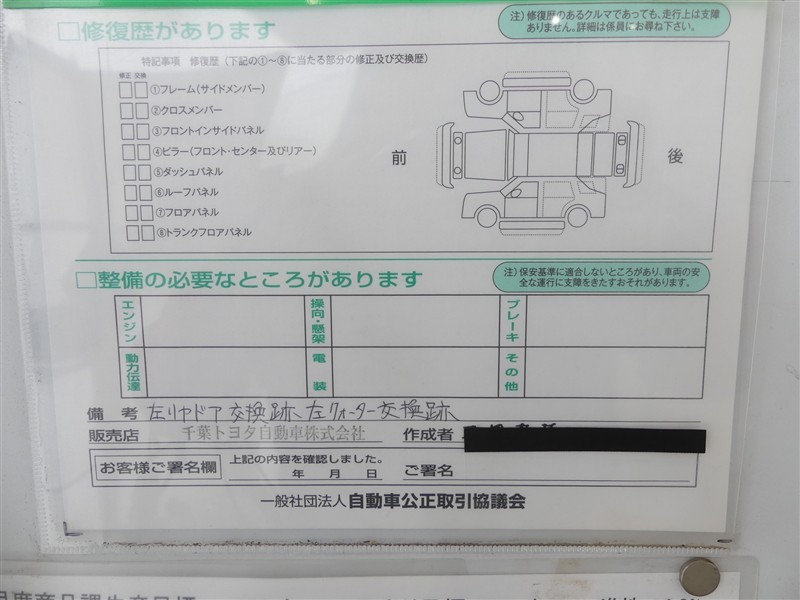 □修復歴があります
注）修復歴のあるクルマであっても、走行上は支障
ありません。詳細は係員にお尋ね下さい。
特記事項 修復歴（下記の①～⑧に当たる部分の修正及び交換歴）
修正 交換
①フレーム（サイドメンバー）
②クロスメンバー
③フロントインサイドパネル
④ピラー（フロント・センター及びリアー）
⑤ダッシュパネル
⑥ルーフパネル
⑦フロアパネル
⑧トランクフロアパネル
前
後
□整備の必要なところがあります
注）保安基準に適合しないところがあり、車両の安
全な運行に支障をきたすおそれがあります。
エンジン
操向・懸架
ブレーキ
動力伝達
電装
その他
備考 左リヤドア交換跡、左クォーター交換跡
販売店 千葉トヨタ自動車株式会社 作成者
お客様ご署名欄 上記の内容を確認しました。
年 月 日 ご署名
一般社団法人 自動車公正取引協議会